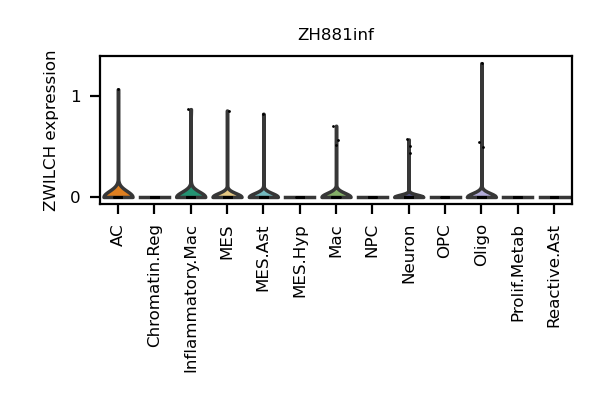 ZH881inf
ZWILCH expression
1
0
AC
Chromatin.Reg
Inflammatory.Mac
MES
MES.Ast
MES.Hyp
Mac
NPC
Neuron
OPC
Oligo
Prolif.Metab
Reactive.Ast